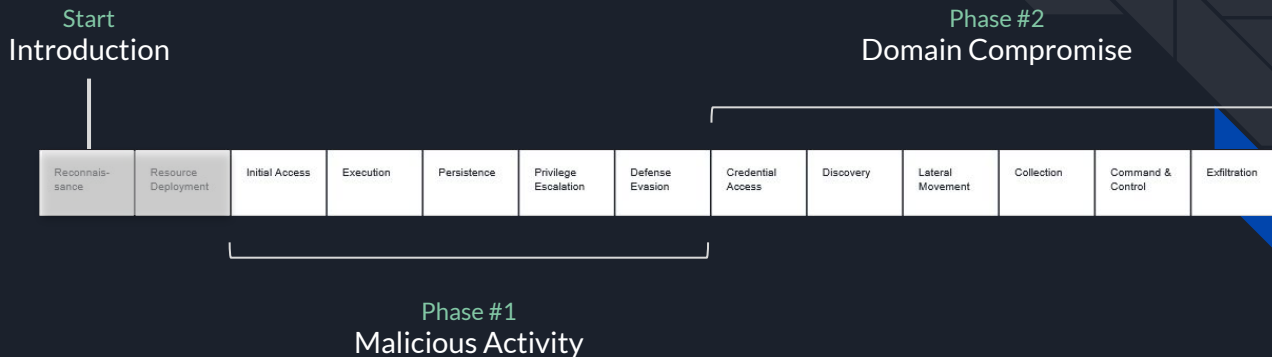 Start
Introduction
Phase #2
Domain Compromise
Reconnais-
sance
Resource
Deployment
Initial Access
Execution
Persistence
Privilege
Escalation
Defense
Evasion
Credential
Access
Discovery
Lateral
Movement
Collection
Command &
Control
Exfiltration
Phase #1
Malicious Activity